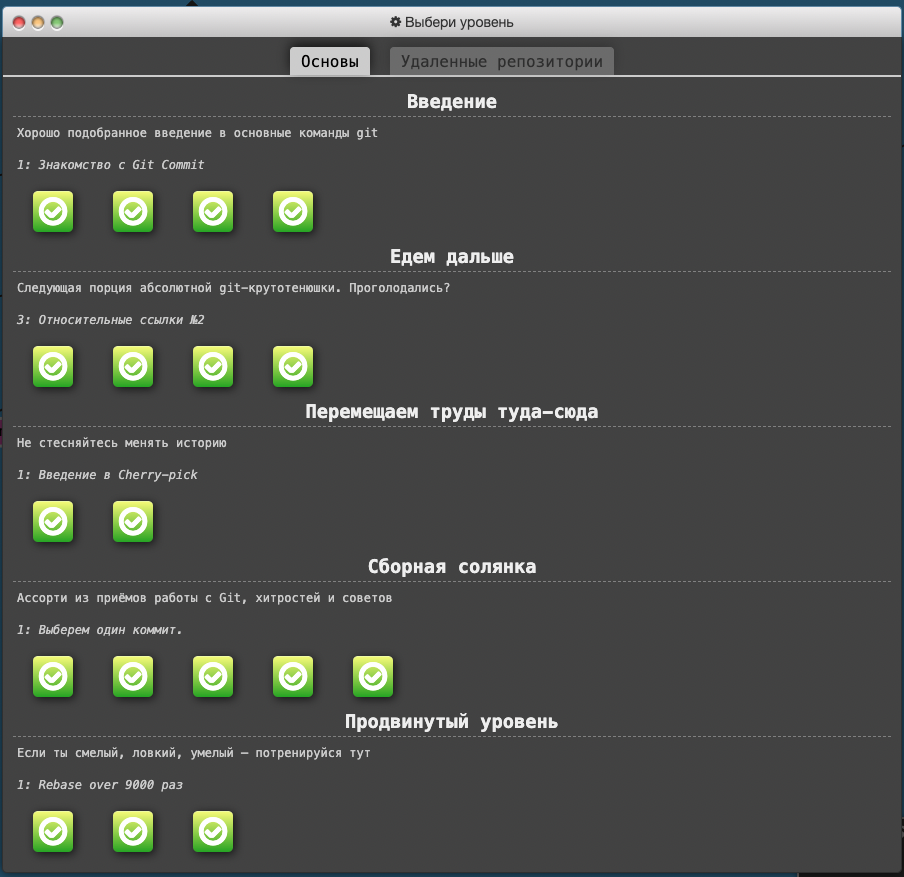 Выбери уровень
Основы
Удаленные репозитории
Введение
Хорошо подобранное введение в основные команды git
1: Знакомство с Git Commit
Едем дальше
Следующая порция абсолютной git-крутотенюшки. Проголодались?
3: Относительные ссылки №2
Перемещаем труды туда-сюда
Не стесняйтесь менять историю
1: Введение в Cherry-pick
Сборная солянка
Ассорти из приёмов работы с Git, хитростей и советов
1: Выберем один коммит.
Продвинутый уровень
Если ты смелый, ловкий, умелый – потренируйся тут
1: Rebase over 9000 раз